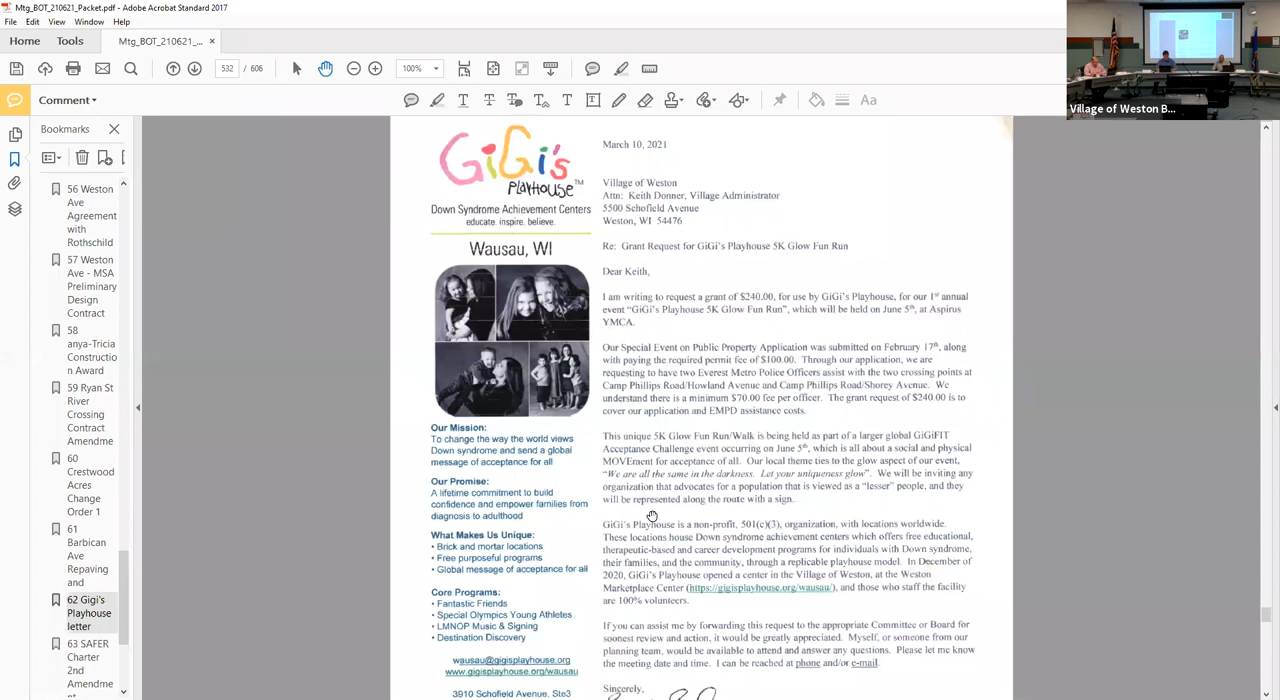 Mtg_BOT_210621_Packet.pdf - Adobe Acrobat Standard 2017
File Edit View Window Help
Home Tools Mtg_BOT_210621_... ×
532 / 606 100%
Comment
Aa
Village of Weston B...
Bookmarks
56 Weston
Ave
Agreement
with
Rothschild
57 Weston
Ave - MSA
Preliminary
Design
Contract
58
anya-Tricia
Constructio
n Award
59 Ryan St
River
Crossing
Contract
Amendme
60
Crestwood
Acres
Change
Order 1
61
Barbican
Ave
Repaving
and
62 Gigi's
Playhouse
letter
63 SAFER
Charter
2nd
Amendme
GiGi's
PLAYHOUSE™
Down Syndrome Achievement Centers
educate. inspire. believe.
Wausau, WI
Our Mission:
To change the way the world views
Down syndrome and send a global
message of acceptance for all
Our Promise:
A lifetime commitment to build
confidence and empower families from
diagnosis to adulthood
What Makes Us Unique:
• Brick and mortar locations
• Free purposeful programs
• Global message of acceptance for all
Core Programs:
• Fantastic Friends
• Special Olympics Young Athletes
• LMNOP Music & Signing
• Destination Discovery
wausau@gigisplayhouse.org
www.gigisplayhouse.org/wausau
3910 Schofield Avenue, Ste3
March 10, 2021
Village of Weston
Attn: Keith Donner, Village Administrator
5500 Schofield Avenue
Weston, WI 54476
Re: Grant Request for GiGi's Playhouse 5K Glow Fun Run
Dear Keith,
I am writing to request a grant of $240.00, for use by GiGi's Playhouse, for our 1st annual
event "GiGi's Playhouse 5K Glow Fun Run", which will be held on June 5th, at Aspirus
YMCA.
Our Special Event on Public Property Application was submitted on February 17th, along
with paying the required permit fee of $100.00. Through our application, we are
requesting to have two Everest Metro Police Officers assist with the two crossing points at
Camp Phillips Road/Howland Avenue and Camp Phillips Road/Shorey Avenue. We
understand there is a minimum $70.00 fee per officer. The grant request of $240.00 is to
cover our application and EMPD assistance costs.
This unique 5K Glow Fun Run/Walk is being held as part of a larger global GiGiFIT
Acceptance Challenge event occurring on June 5th, which is all about a social and physical
MOVEment for acceptance of all. Our local theme ties to the glow aspect of our event,
"We are all the same in the darkness. Let your uniqueness glow". We will be inviting any
organization that advocates for a population that is viewed as a "lesser" people, and they
will be represented along the route with a sign.
GiGi's Playhouse is a non-profit, 501(c)(3), organization, with locations worldwide.
These locations house Down syndrome achievement centers which offers free educational,
therapeutic-based and career development programs for individuals with Down syndrome,
their families, and the community, through a replicable playhouse model. In December of
2020, GiGi's Playhouse opened a center in the Village of Weston, at the Weston
Marketplace Center (https://gigisplayhouse.org/wausau/), and those who staff the facility
are 100% volunteers.
If you can assist me by forwarding this request to the appropriate Committee or Board for
soonest review and action, it would be greatly appreciated. Myself, or someone from our
planning team, would be available to attend and answer any questions. Please let me know
the meeting date and time. I can be reached at phone and/or e-mail.
Sincerely,